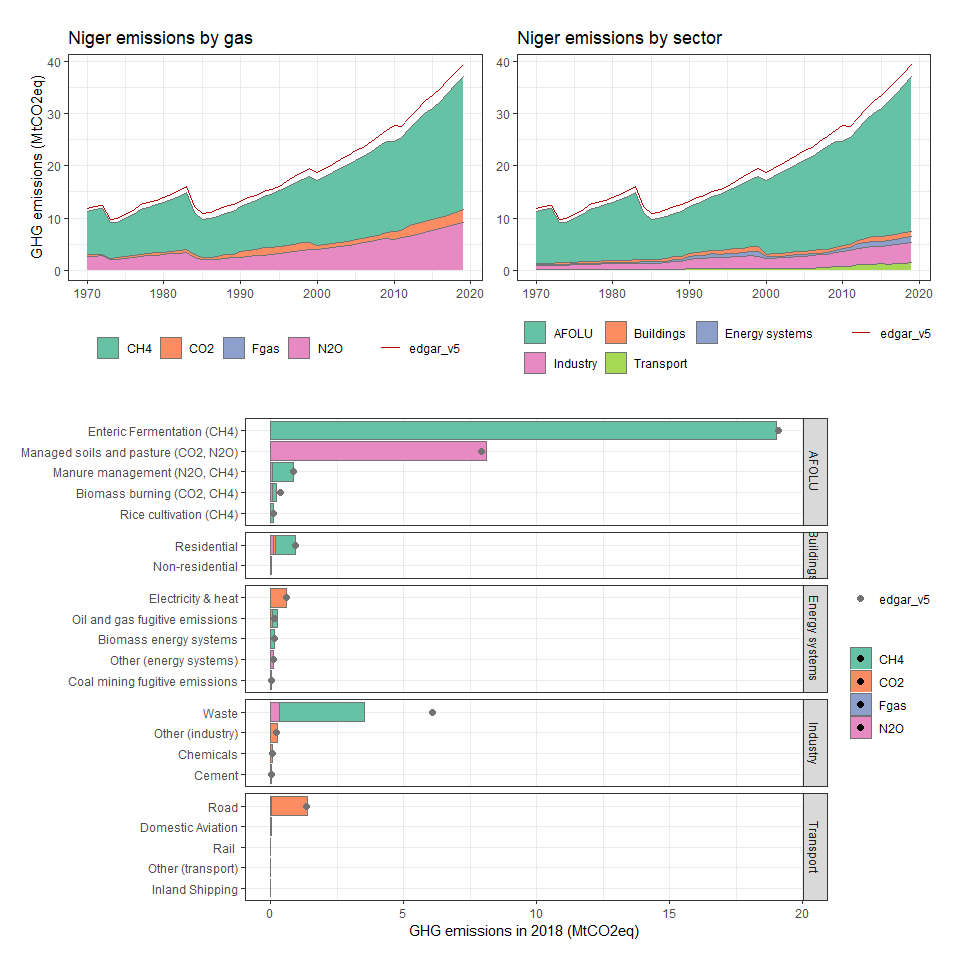 Niger emissions by gas
Niger emissions by sector
GHG emissions (MtCO2eq)
40
30
20
10
0
1970
1980
1990
2000
2010
2020
40
30
20
10
0
1970
1980
1990
2000
2010
2020
CH4
CO2
Fgas
N2O
edgar_v5
AFOLU
Buildings
Energy systems
edgar_v5
Industry
Transport
Enteric Fermentation (CH4)
Managed soils and pasture (CO2, N2O)
Manure management (N2O, CH4)
Biomass burning (CO2, CH4)
Rice cultivation (CH4)
AFOLU
Residential
Non-residential
Buildings
Electricity & heat
Oil and gas fugitive emissions
Biomass energy systems
Other (energy systems)
Coal mining fugitive emissions
Energy systems
Waste
Other (industry)
Chemicals
Cement
Industry
Road
Domestic Aviation
Rail
Other (transport)
Inland Shipping
Transport
0
5
10
15
20
GHG emissions in 2018 (MtCO2eq)
edgar_v5
CH4
CO2
Fgas
N2O